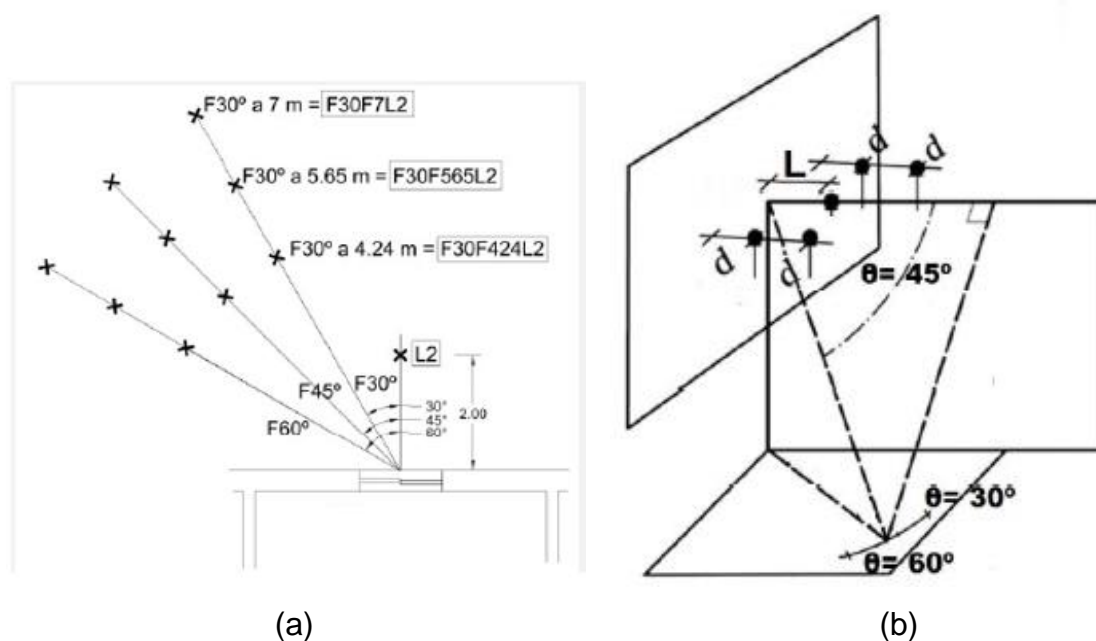 F30º a 7 m = F30F7L2
F30º a 5.65 m = F30F565L2
F30º a 4.24 m = F30F424L2
L2
F30º
F45º
F60º
30°
45°
60°
2.00
(a)
d
d
L
d
d
θ= 45º
θ= 30º
θ= 60º
(b)